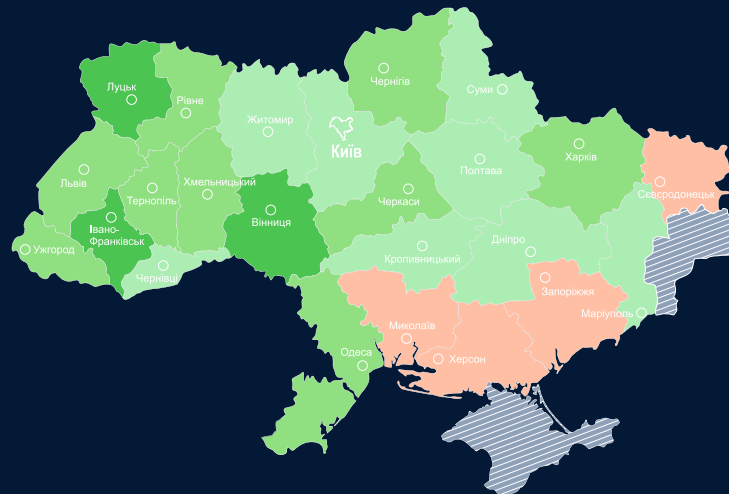 Луцьк
Рівне
Житомир
Київ
Чернігів
Суми
Львів
Тернопіль
Хмельницький
Вінниця
Черкаси
Полтава
Харків
Сєвєродонецьк
Ужгород
Івано-
Франківськ
Чернівці
Кропивницький
Дніпро
Запоріжжя
Маріуполь
Миколаїв
Одеса
Херсон